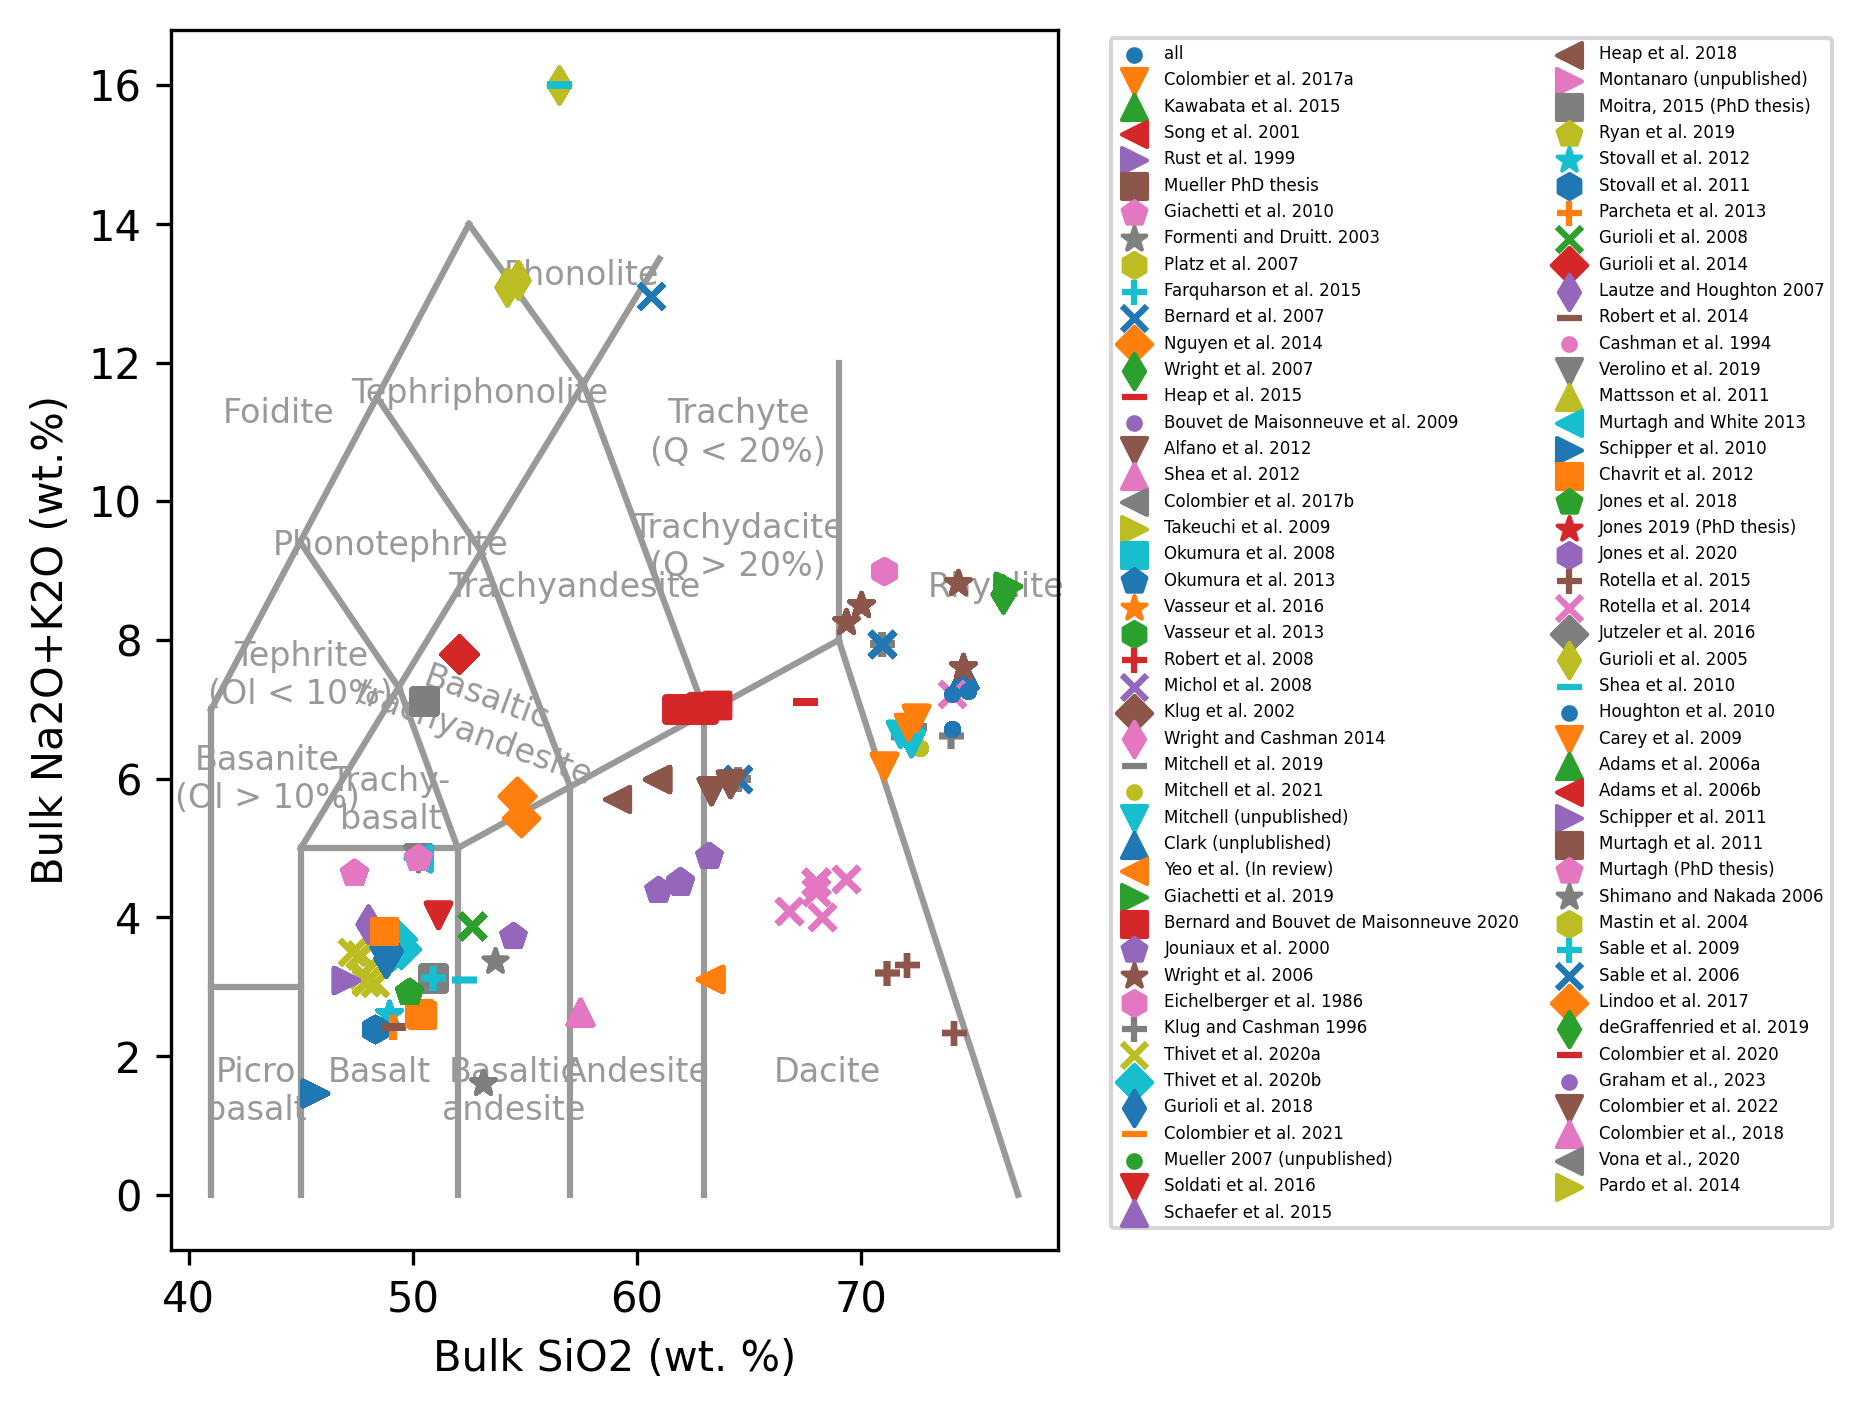 16
14
12
10
8
6
4
2
0
40
50
60
70
Bulk Na2O+K2O (wt.%)
Bulk SiO2 (wt. %)
Phonolite
Tephriphonolite
Foidite
Trachyte
(Q < 20%)
Trachydacite
(Q > 20%)
Phonotephrite
Trachyandesite
Rhyolite
Tephrite
(Ol < 10%)
Basaltic
trachyandesite
Basanite
(Ol > 10%)
Trachy-
basalt
Picro
basalt
Basalt
Basaltic
andesite
Andesite
Dacite
all
Colombier et al. 2017a
Kawabata et al. 2015
Song et al. 2001
Rust et al. 1999
Mueller PhD thesis
Giachetti et al. 2010
Formenti and Druitt. 2003
Platz et al. 2007
Farquharson et al. 2015
Bernard et al. 2007
Nguyen et al. 2014
Wright et al. 2007
Heap et al. 2015
Bouvet de Maisonneuve et al. 2009
Alfano et al. 2012
Shea et al. 2012
Colombier et al. 2017b
Takeuchi et al. 2009
Okumura et al. 2008
Okumura et al. 2013
Vasseur et al. 2016
Vasseur et al. 2013
Robert et al. 2008
Michol et al. 2008
Klug et al. 2002
Wright and Cashman 2014
Mitchell et al. 2019
Mitchell et al. 2021
Mitchell (unpublished)
Clark (unplublished)
Yeo et al. (In review)
Giachetti et al. 2019
Bernard and Bouvet de Maisonneuve 2020
Jouniaux et al. 2000
Wright et al. 2006
Eichelberger et al. 1986
Klug and Cashman 1996
Thivet et al. 2020a
Thivet et al. 2020b
Gurioli et al. 2018
Colombier et al. 2021
Mueller 2007 (unpublished)
Soldati et al. 2016
Schaefer et al. 2015
Heap et al. 2018
Montanaro (unpublished)
Moitra, 2015 (PhD thesis)
Ryan et al. 2019
Stovall et al. 2012
Stovall et al. 2011
Parcheta et al. 2013
Gurioli et al. 2008
Gurioli et al. 2014
Lautze and Houghton 2007
Robert et al. 2014
Cashman et al. 1994
Verolino et al. 2019
Mattsson et al. 2011
Murtagh and White 2013
Schipper et al. 2010
Chavrit et al. 2012
Jones et al. 2018
Jones 2019 (PhD thesis)
Jones et al. 2020
Rotella et al. 2015
Rotella et al. 2014
Jutzeler et al. 2016
Gurioli et al. 2005
Shea et al. 2010
Houghton et al. 2010
Carey et al. 2009
Adams et al. 2006a
Adams et al. 2006b
Schipper et al. 2011
Murtagh et al. 2011
Murtagh (PhD thesis)
Shimano and Nakada 2006
Mastin et al. 2004
Sable et al. 2009
Sable et al. 2006
Lindoo et al. 2017
deGraffenried et al. 2019
Colombier et al. 2020
Graham et al., 2023
Colombier et al. 2022
Colombier et al., 2018
Vona et al., 2020
Pardo et al. 2014